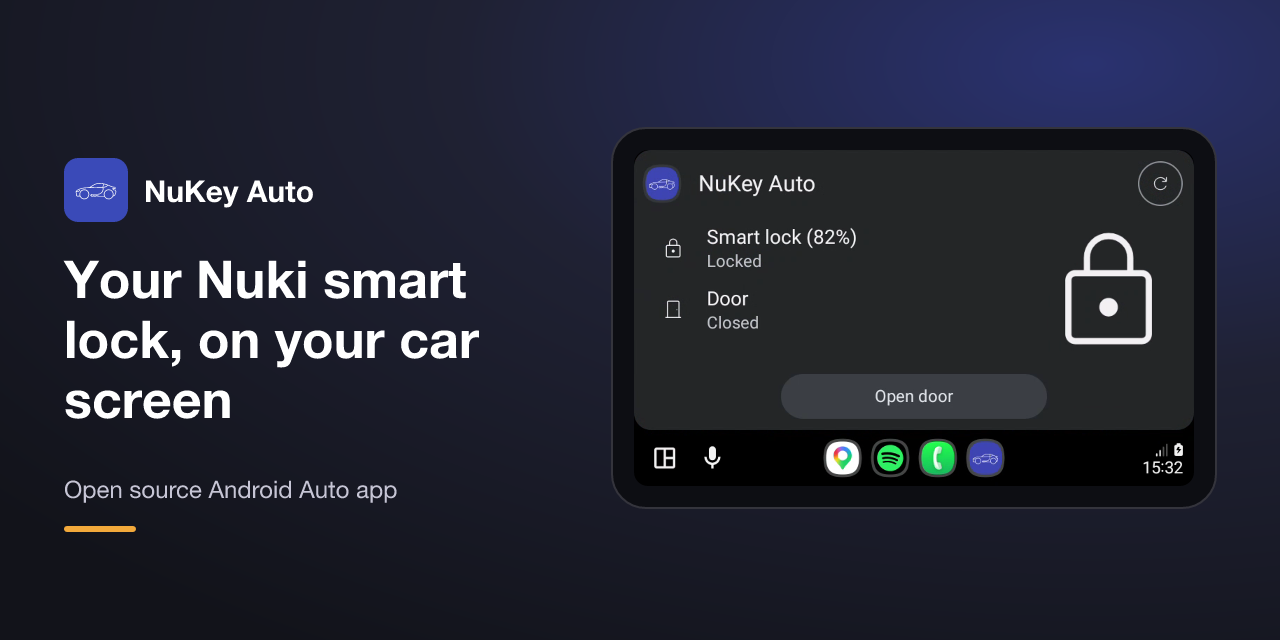 NuKey Auto
Your Nuki smart
lock, on your car
screen
Open source Android Auto app
NuKey Auto
Smart lock (82%)
Locked
Door
Closed
Open door
15:32